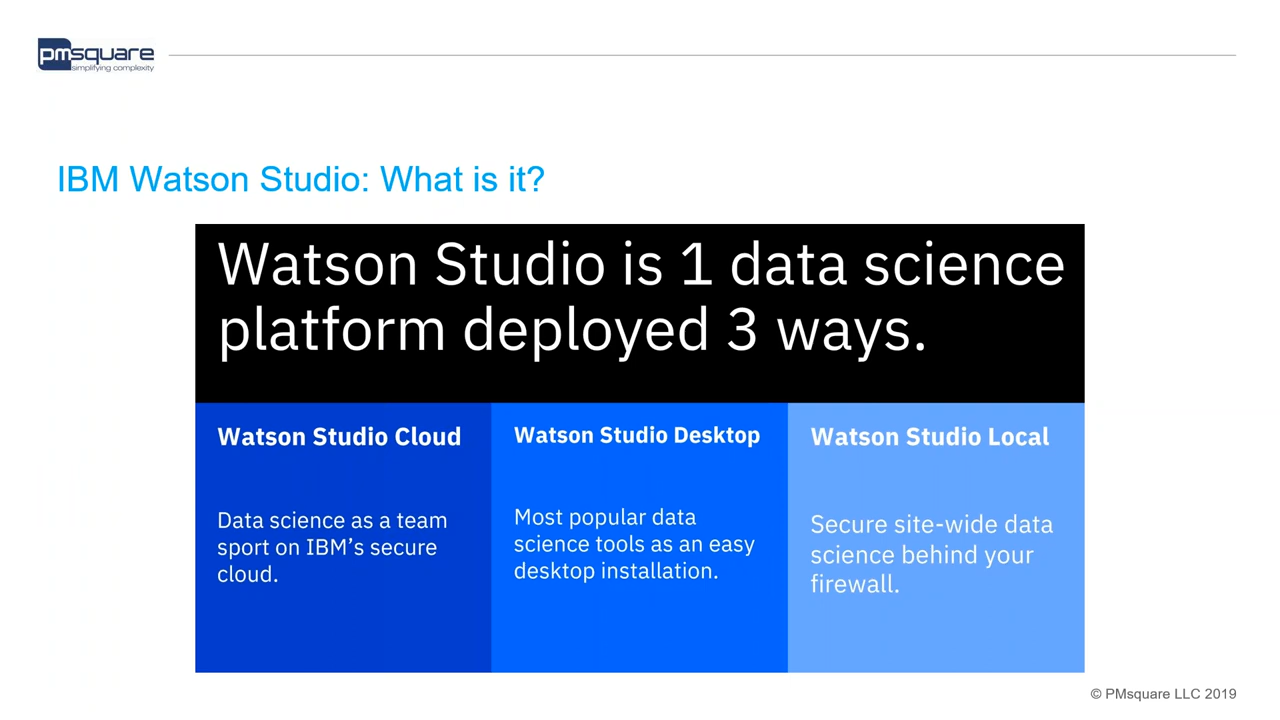 pmsquare
simplifying complexity
IBM Watson Studio: What is it?
Watson Studio is 1 data science
platform deployed 3 ways.
Watson Studio Cloud
Data science as a team
sport on IBM’s secure
cloud.
Watson Studio Desktop
Most popular data
science tools as an easy
desktop installation.
Watson Studio Local
Secure site-wide data
science behind your
firewall.
© PMsquare LLC 2019